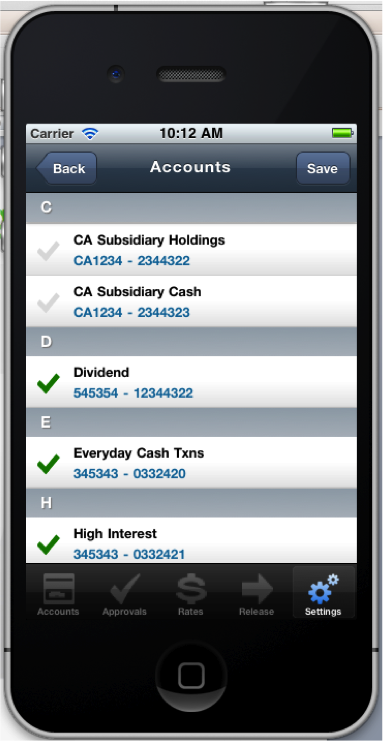 Carrier 10:12 AM
Back Accounts Save
C
CA Subsidiary Holdings
CA1234 - 2344322
CA Subsidiary Cash
CA1234 - 2344323
D
Dividend
545354 - 12344322
E
Everyday Cash Txns
345343 - 0332420
H
High Interest
345343 - 0332421
Accounts Approvals Rates Release Settings